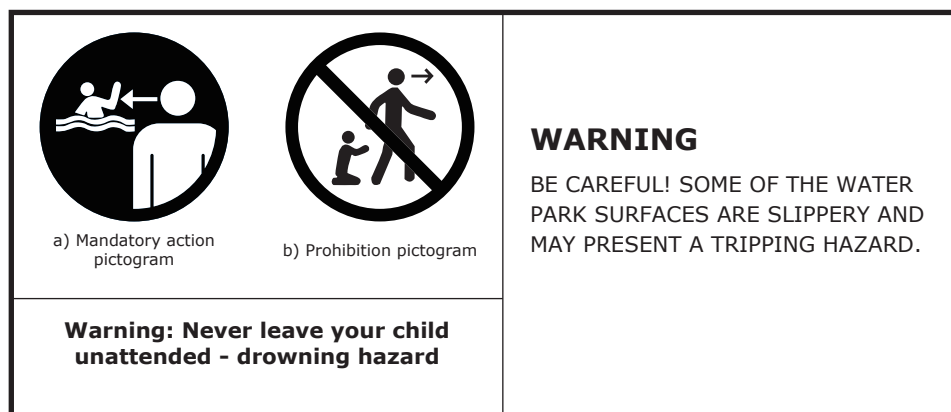 a) Mandatory action
pictogram
b) Prohibition pictogram
Warning: Never leave your child
unattended - drowning hazard
WARNING
BE CAREFUL! SOME OF THE WATER
PARK SURFACES ARE SLIPPERY AND
MAY PRESENT A TRIPPING HAZARD.